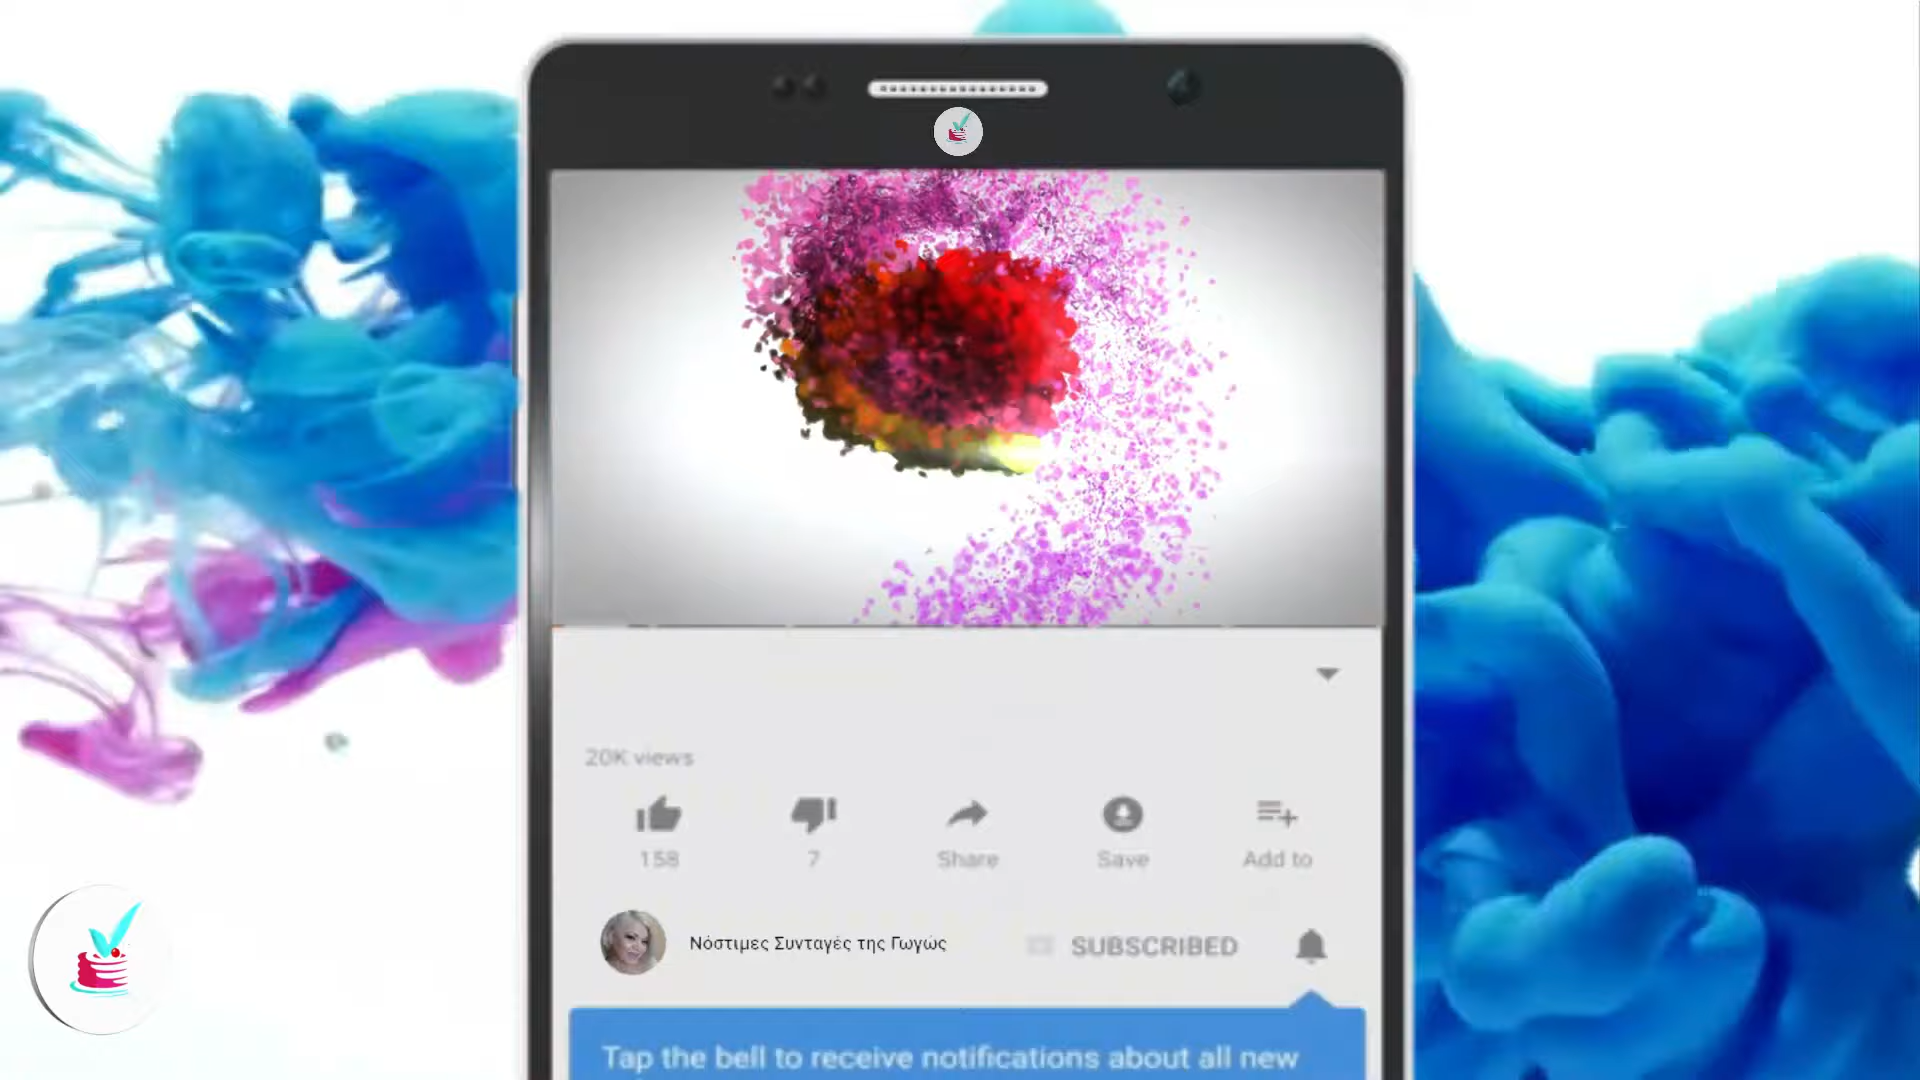 20K views
158
7
Share
Save
Add to
Νόστιμες Συνταγές της Γωγώς
SUBSCRIBED
Tap the bell to receive notifications about all new